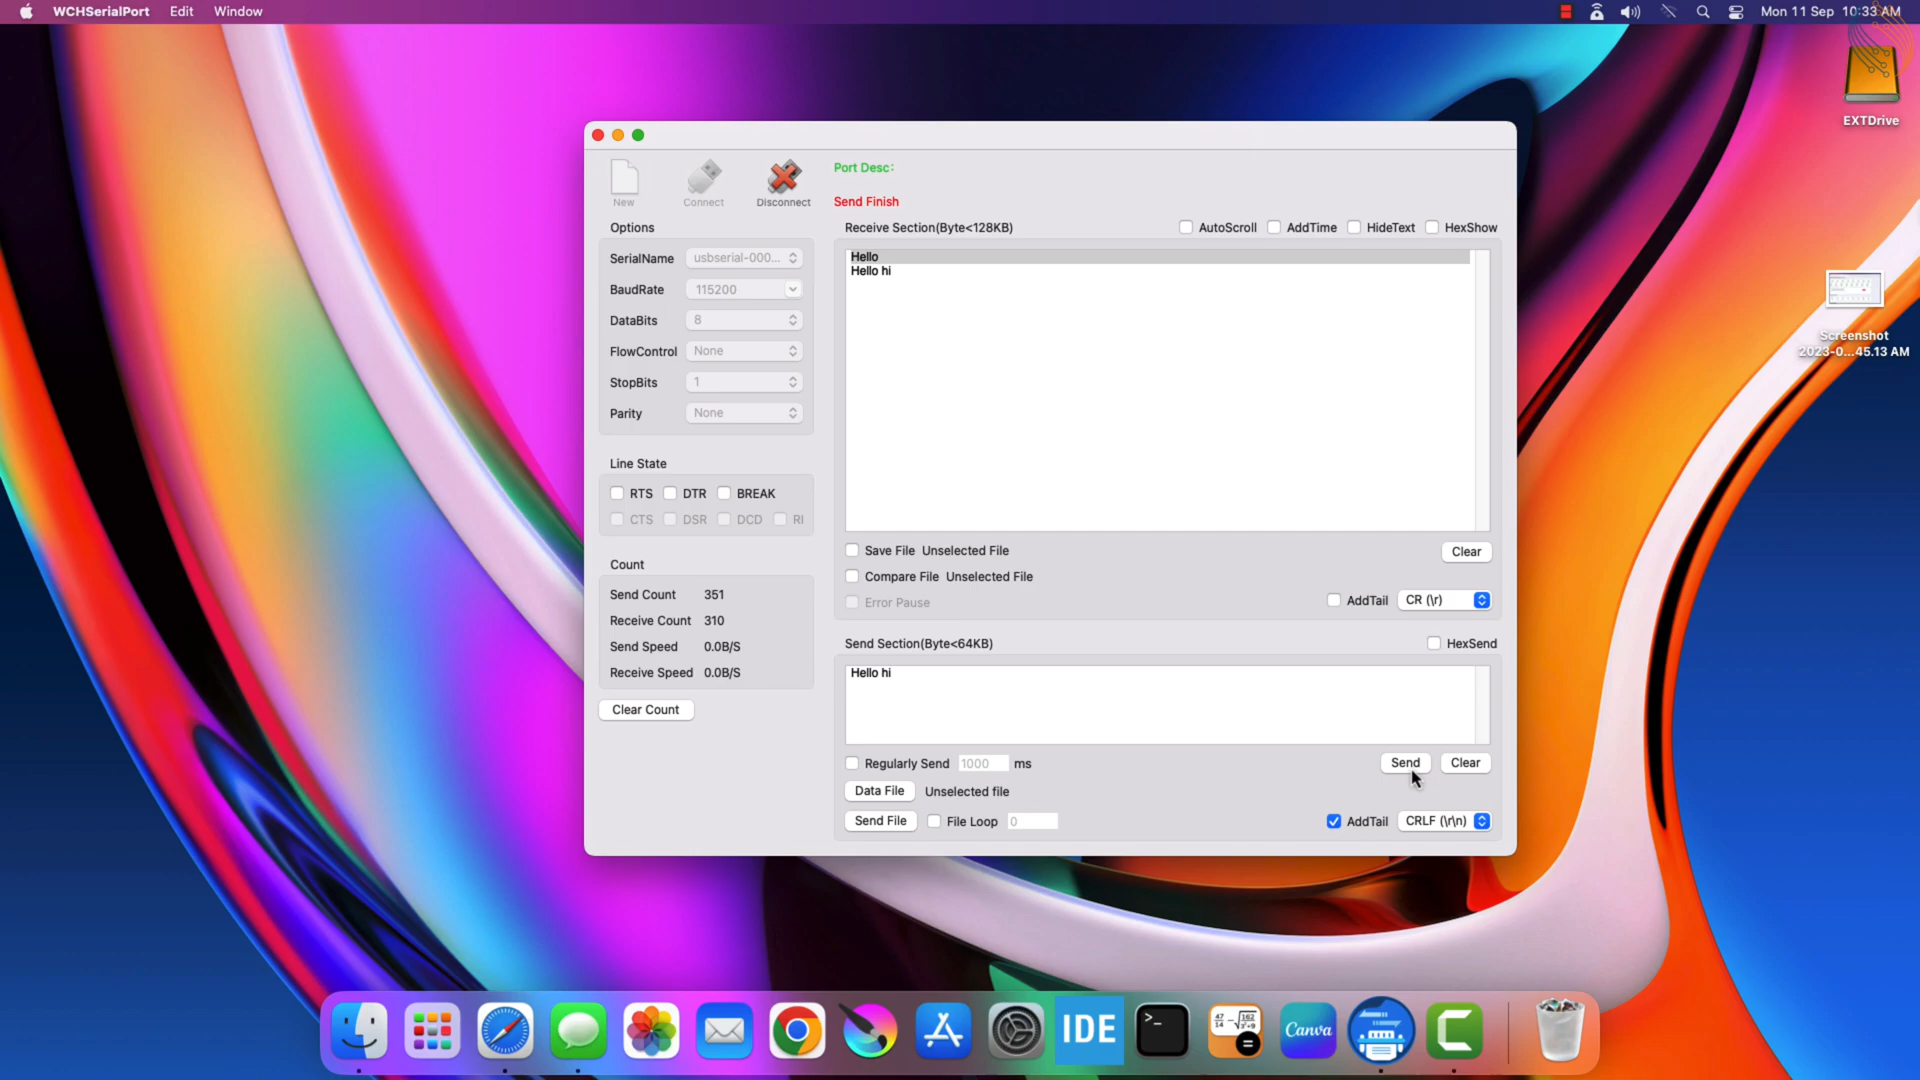 WCHSerialPort Edit Window
Mon 11 Sep 10:33 AM
EXTDrive
Screenshot
2023-0...45.13 AM
New Connect Disconnect
Port Desc:
Send Finish
Options
SerialName usbserial-000...
BaudRate 115200
DataBits 8
FlowControl None
StopBits 1
Parity None
Line State
RTS DTR BREAK
CTS DSR DCD RI
Count
Send Count 351
Receive Count 310
Send Speed 0.0B/S
Receive Speed 0.0B/S
Clear Count
Receive Section(Byte<128KB) AutoScroll AddTime HideText HexShow
Hello
Hello hi
Save File Unselected File Clear
Compare File Unselected File
Error Pause AddTail CR (\r)
Send Section(Byte<64KB) HexSend
Hello hi
Regularly Send 1000 ms Send Clear
Data File Unselected file
Send File File Loop 0 AddTail CRLF (\r\n)
IDE
>_
Canva